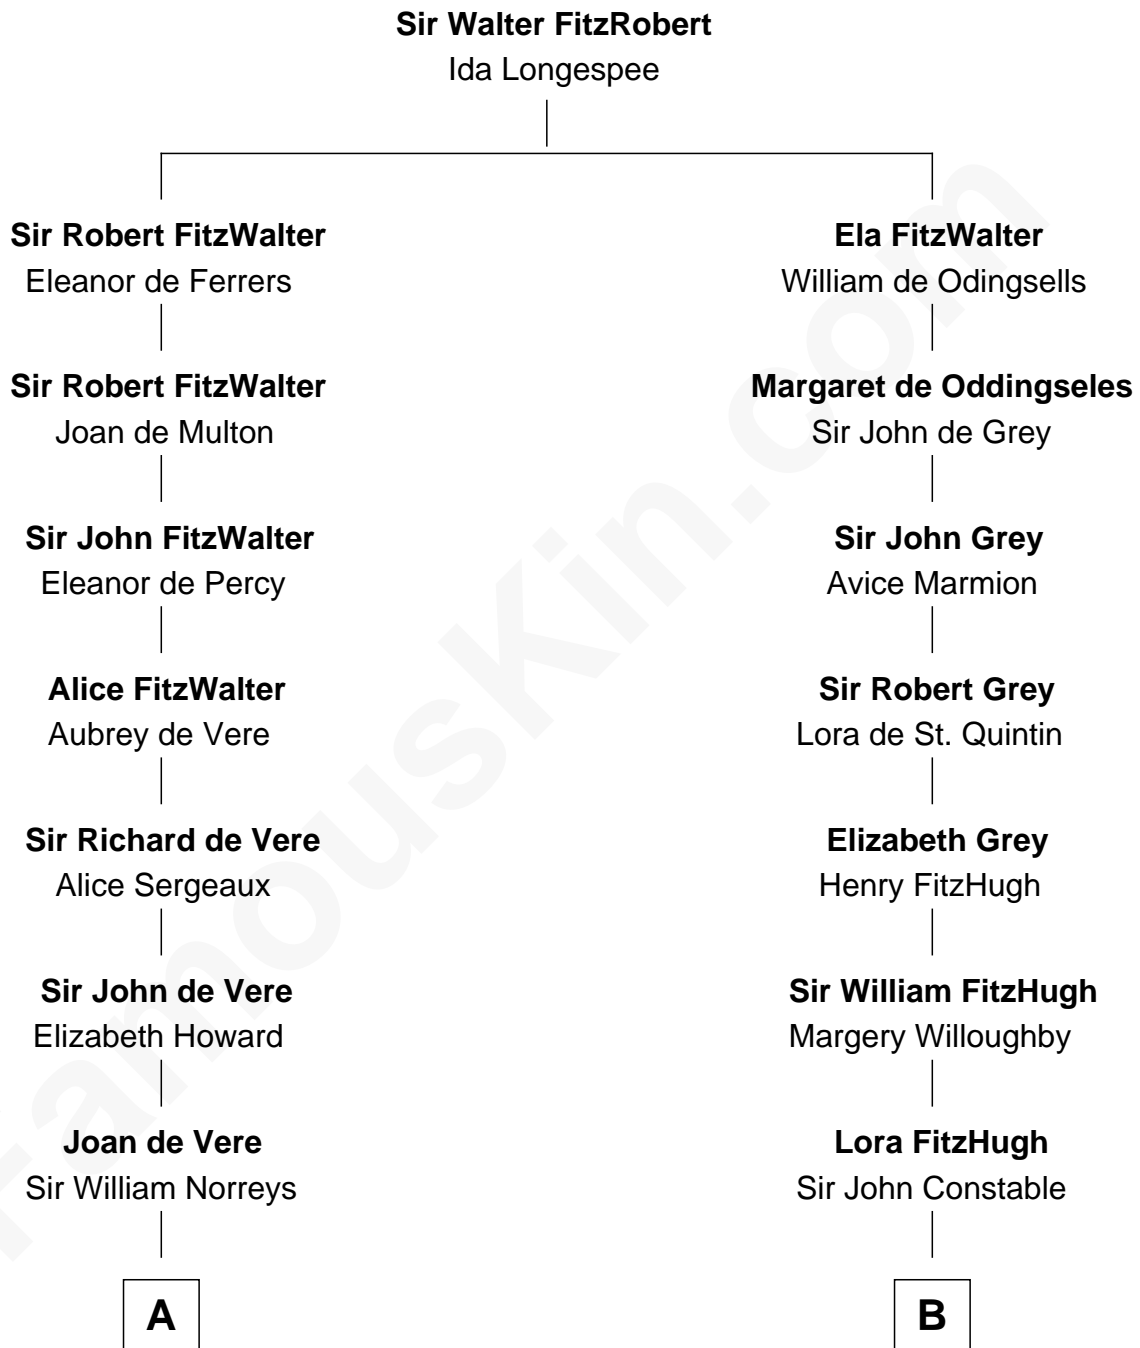 Sir Walter FitzRobert
Ida Longespee
Sir Robert FitzWalter
Eleanor de Ferrers
Ela FitzWalter
William de Odingsells
Sir Robert FitzWalter
Joan de Multon
Margaret de Oddingseles
Sir John de Grey
Sir John FitzWalter
Eleanor de Percy
Sir John Grey
Avice Marmion
Alice FitzWalter
Aubrey de Vere
Sir Robert Grey
Lora de St. Quintin
Sir Richard de Vere
Alice Sergeaux
Elizabeth Grey
Henry FitzHugh
Sir John de Vere
Elizabeth Howard
Sir William FitzHugh
Margery Willoughby
Joan de Vere
Sir William Norreys
Lora FitzHugh
Sir John Constable
A
B
FamousKin.com